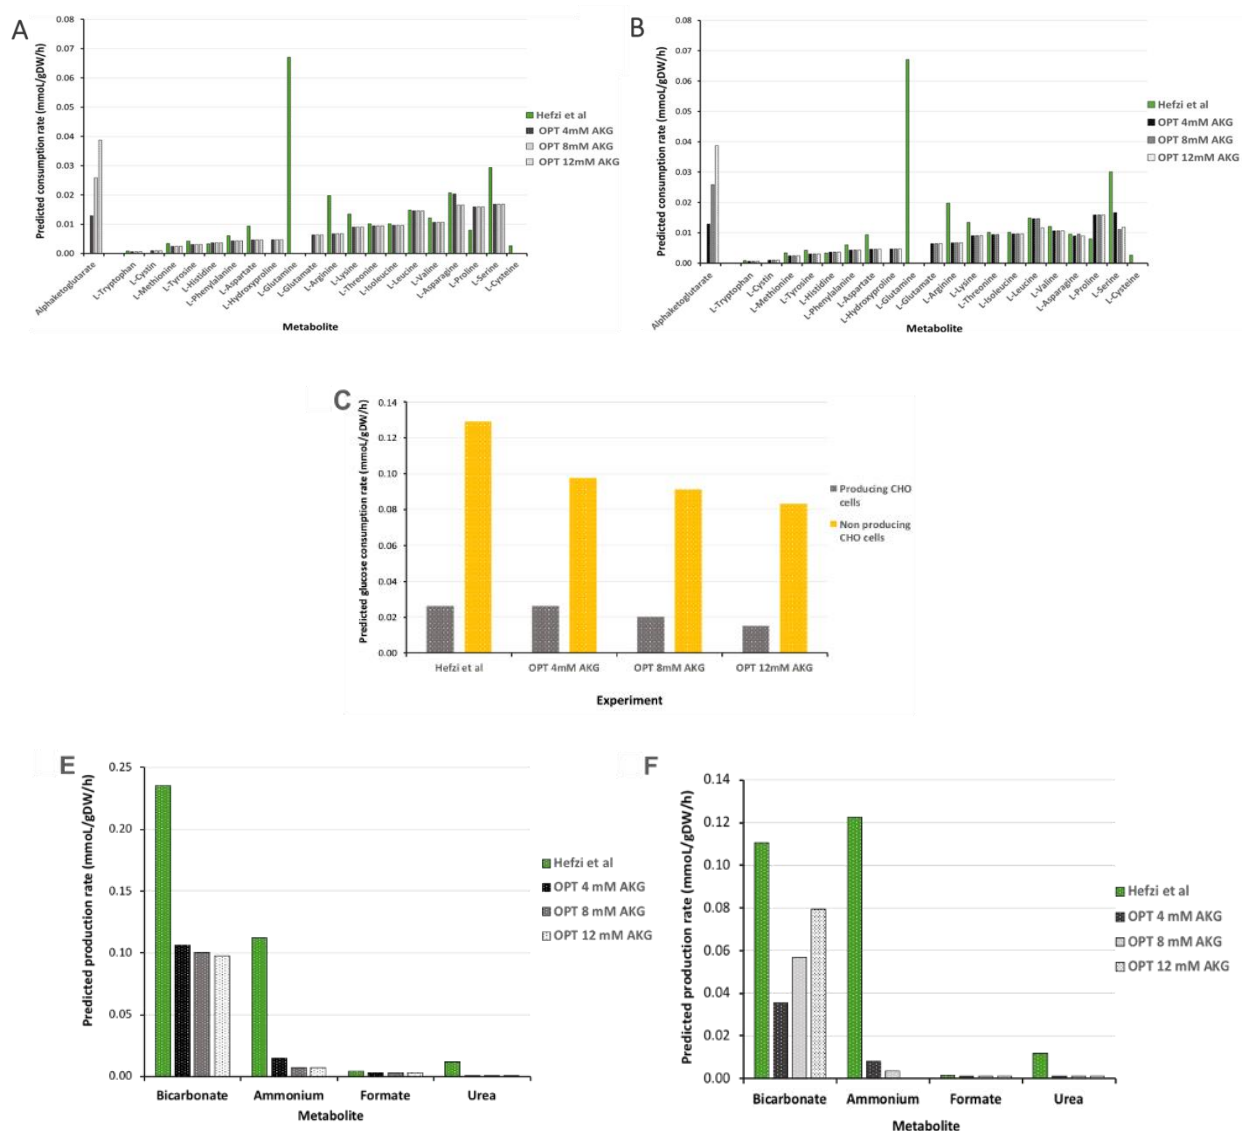 A
Predicted consumption rate (mmoL/gDW/h)
0.08
0.07
0.06
0.05
0.04
0.03
0.02
0.01
0.00
Alphaketoglutarate
L-Tryptophan
L-Cystin
L-Methionine
L-Tyrosine
L-Histidine
L-Phenylalanine
L-Aspartate
L-Hydroxyproline
L-Glutamine
L-Glutamate
L-Arginine
L-Lysine
L-Threonine
L-Isoleucine
L-Leucine
L-Valine
L-Asparagine
L-Proline
L-Serine
L-Cysteine
Metabolite
Hefzi et al
OPT 4mM AKG
OPT 8mM AKG
OPT 12mM AKG
B
Predicted consumption rate (mmoL/gDW/h)
0.08
0.07
0.06
0.05
0.04
0.03
0.02
0.01
0.00
Alphaketoglutarate
L-Tryptophan
L-Cystin
L-Methionine
L-Tyrosine
L-Histidine
L-Phenylalanine
L-Aspartate
L-Hydroxyproline
L-Glutamine
L-Glutamate
L-Arginine
L-Lysine
L-Threonine
L-Isoleucine
L-Leucine
L-Valine
L-Asparagine
L-Proline
L-Serine
L-Cysteine
Metabolite
Hefzi et al
OPT 4mM AKG
OPT 8mM AKG
OPT 12mM AKG
C
Predicted glucose consumption rate (mmoL/gDW/h)
0.14
0.12
0.10
0.08
0.06
0.04
0.02
0.00
Hefzi et al
OPT 4mM AKG
OPT 8mM AKG
OPT 12mM AKG
Experiment
Producing CHO
cells
Non producing
CHO cells
E
Predicted production rate (mmoL/gDW/h)
0.25
0.20
0.15
0.10
0.05
0.00
Bicarbonate
Ammonium
Formate
Urea
Metabolite
Hefzi et al
OPT 4 mM AKG
OPT 8 mM AKG
OPT 12 mM AKG
F
Predicted production rate (mmoL/gDW/h)
0.14
0.12
0.10
0.08
0.06
0.04
0.02
0.00
Bicarbonate
Ammonium
Formate
Urea
Metabolite
Hefzi et al
OPT 4 mM AKG
OPT 8 mM AKG
OPT 12 mM AKG